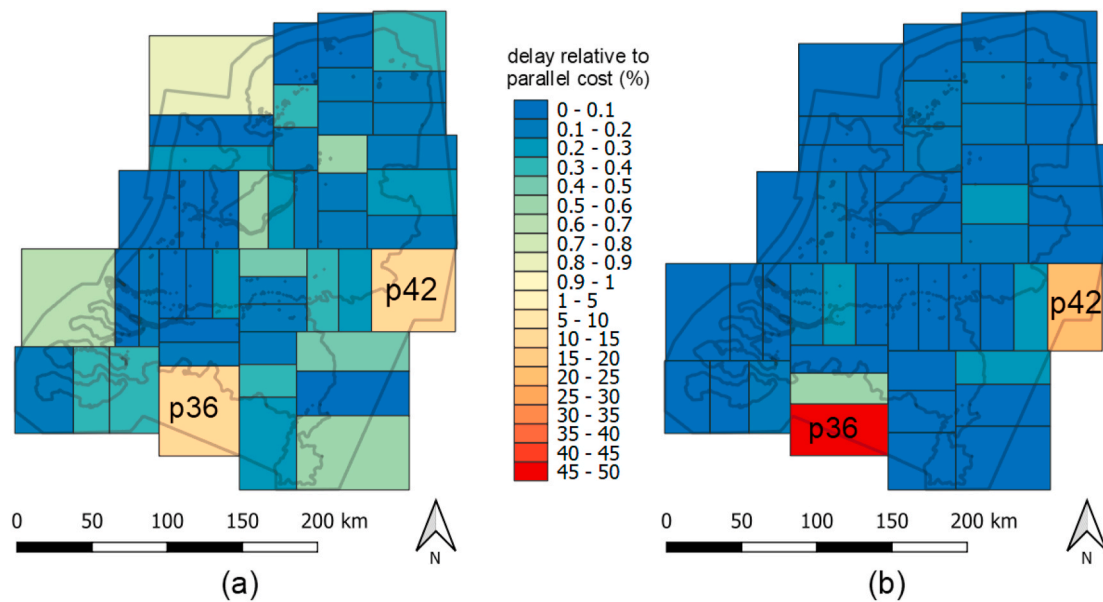 delay relative to
parallel cost (%)
0 - 0.1
0.1 - 0.2
0.2 - 0.3
0.3 - 0.4
0.4 - 0.5
0.5 - 0.6
0.6 - 0.7
0.7 - 0.8
0.8 - 0.9
0.9 - 1
1 - 5
5 - 10
10 - 15
15 - 20
20 - 25
25 - 30
30 - 35
35 - 40
40 - 45
45 - 50
p42
p36
0 50 100 150 200 km
N
(a)
p42
p36
0 50 100 150 200 km
N
(b)